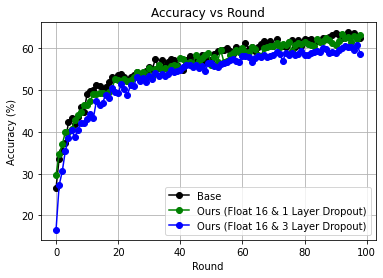 Accuracy vs Round
Accuracy (%)
60
50
40
30
20
0
20
40
60
80
100
Round
Base
Ours (Float 16 & 1 Layer Dropout)
Ours (Float 16 & 3 Layer Dropout)